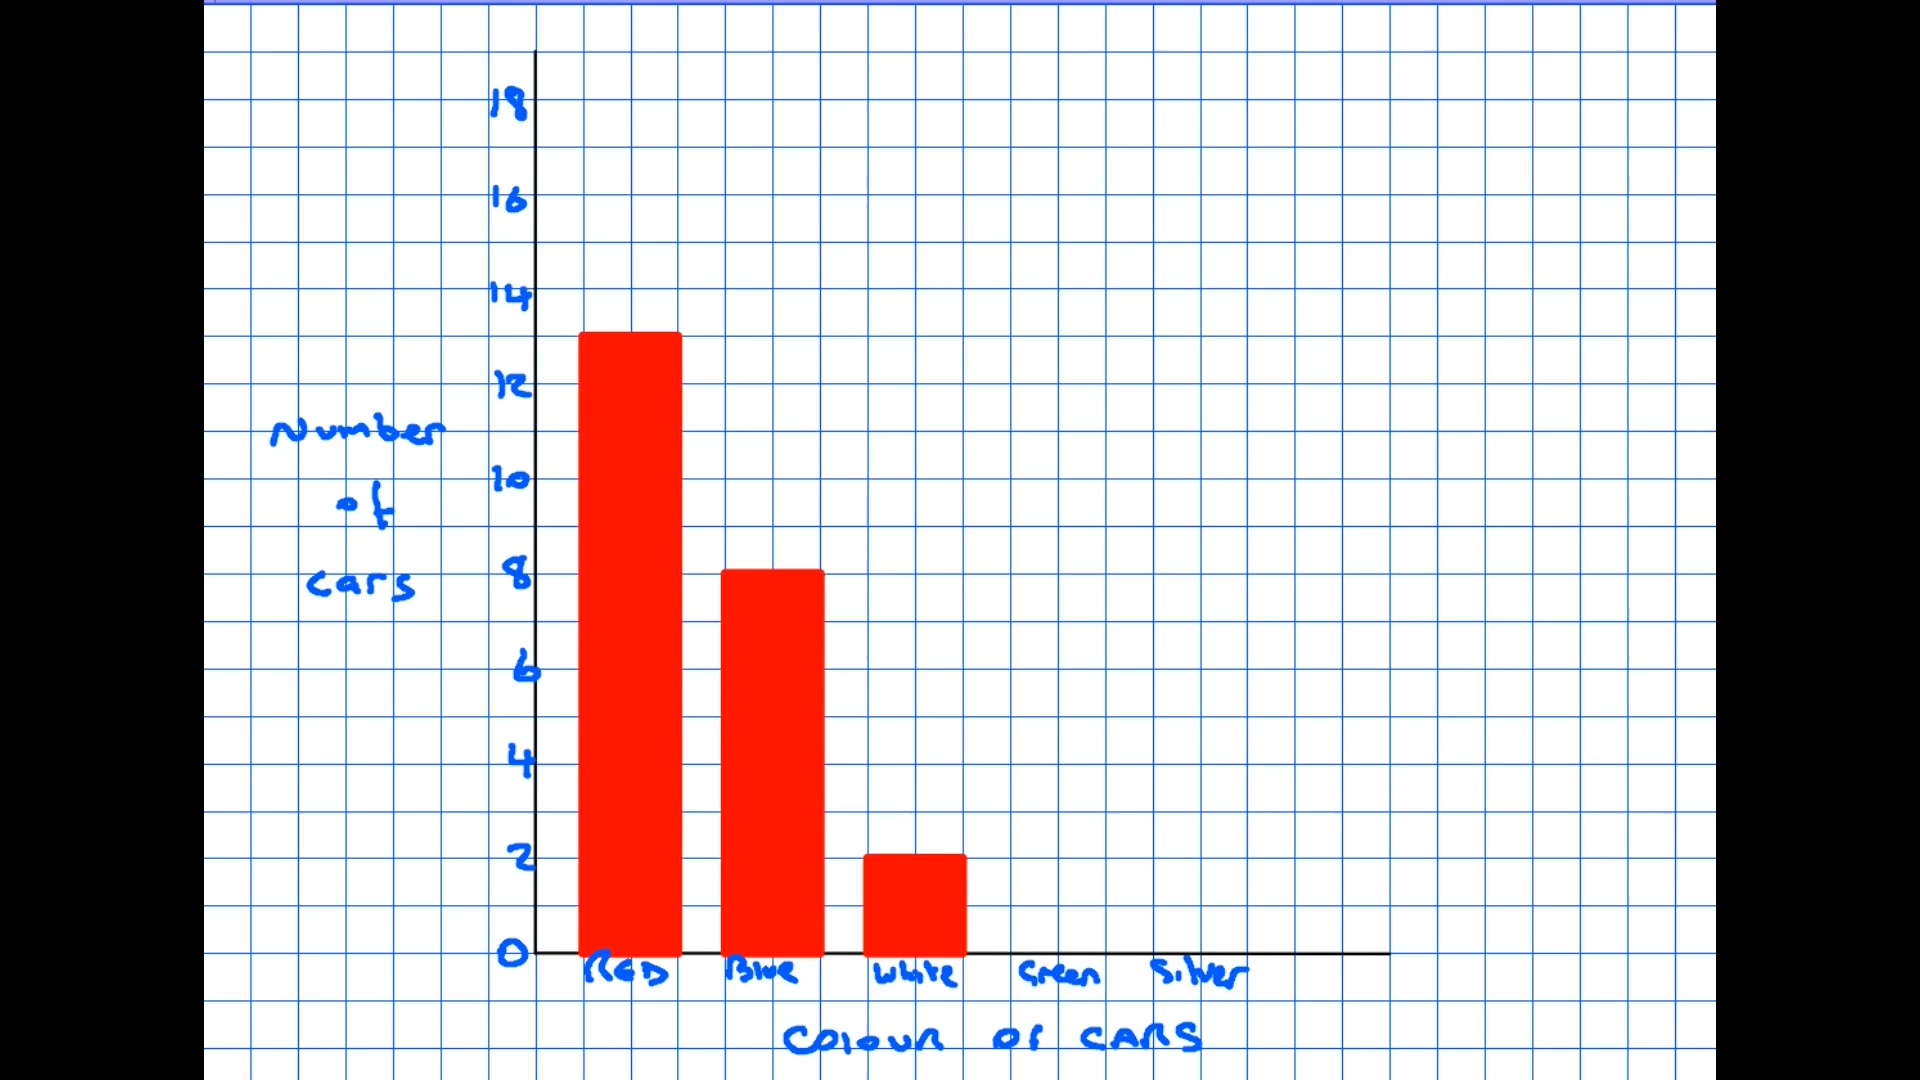 18
16
14
12
Number
10
of
8
cars
6
4
2
0
RED Blue White Green Silver
COLOUR OF CARS